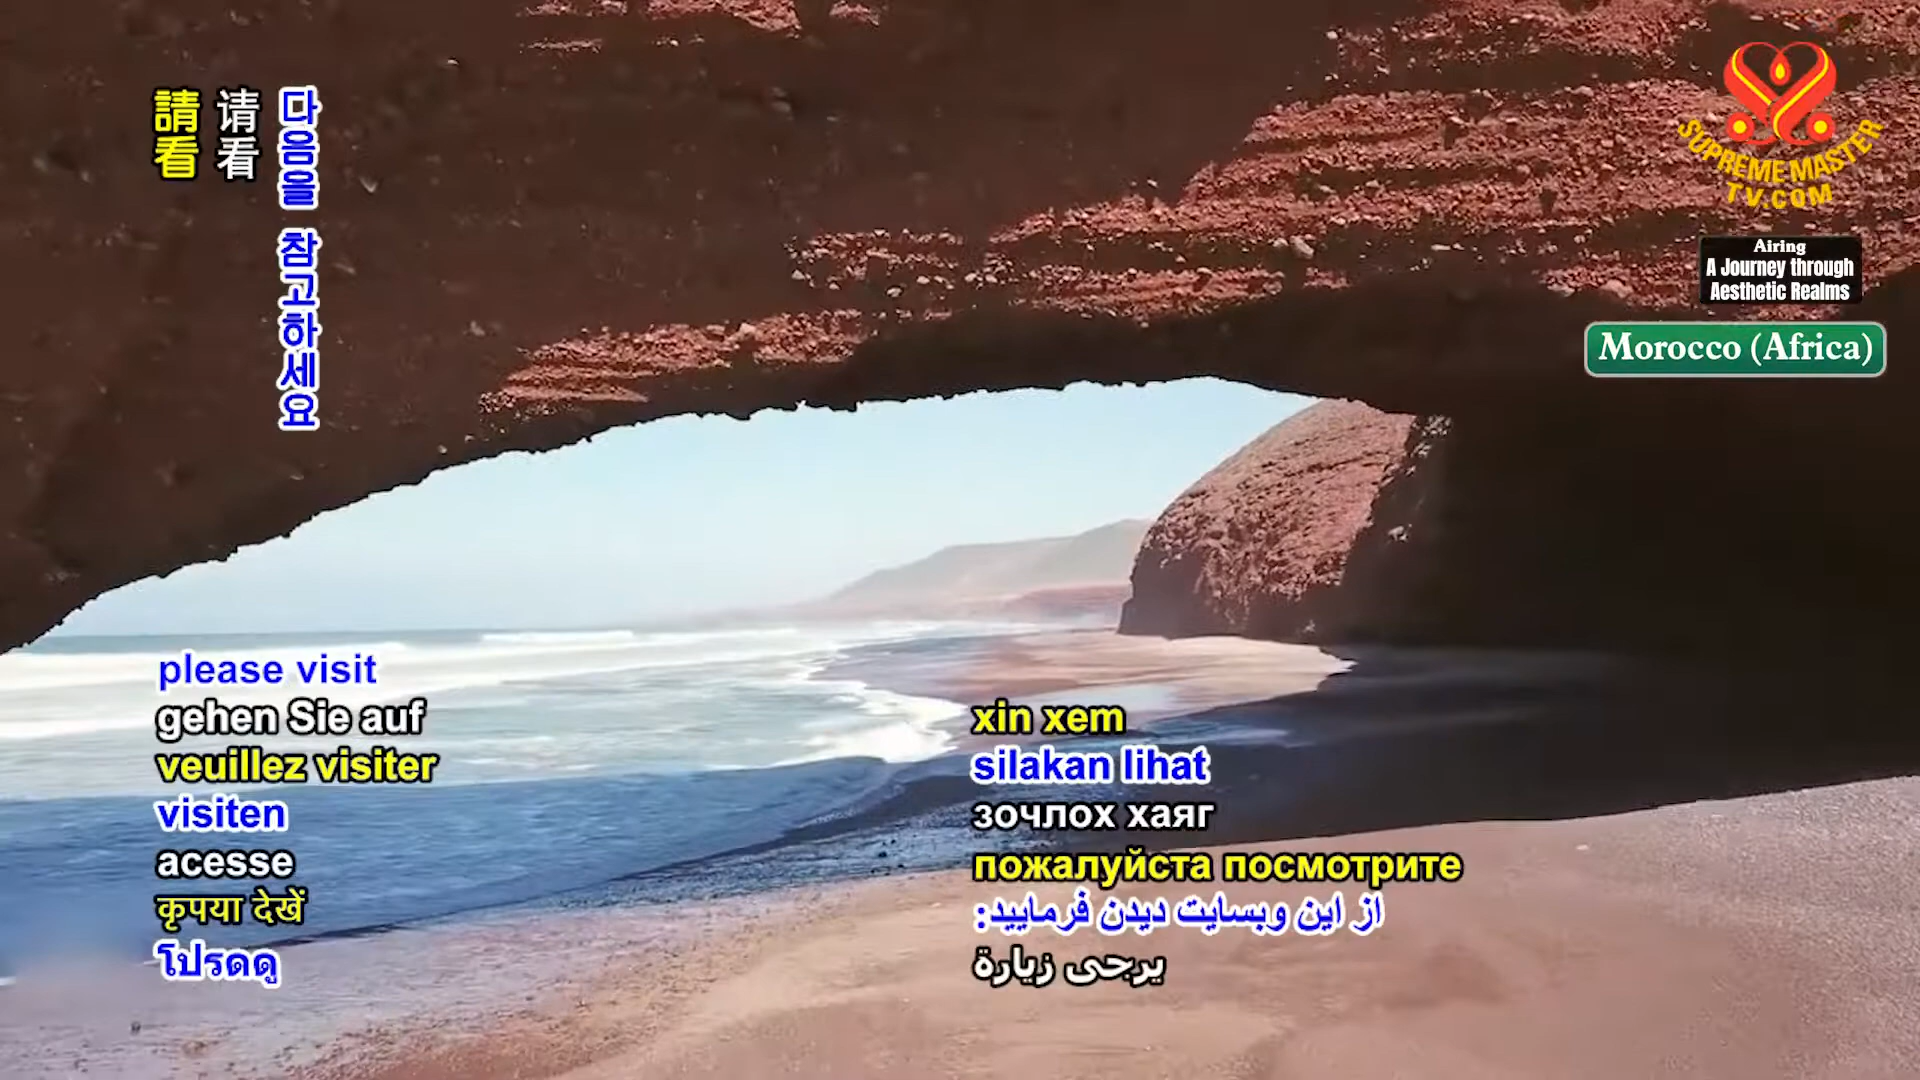 請看
请看
다음을 참고하세요
SUPREME MASTER
TV.COM
Airing
A Journey through
Aesthetic Realms
Morocco (Africa)
please visit
gehen Sie auf
veuillez visiter
visiten
acesse
कृपया देखें
โปรดดู
xin xem
silakan lihat
зочлох хаяг
пожалуйста посмотрите
از این وبسایت دیدن فرمایید:
يرجى زيارة